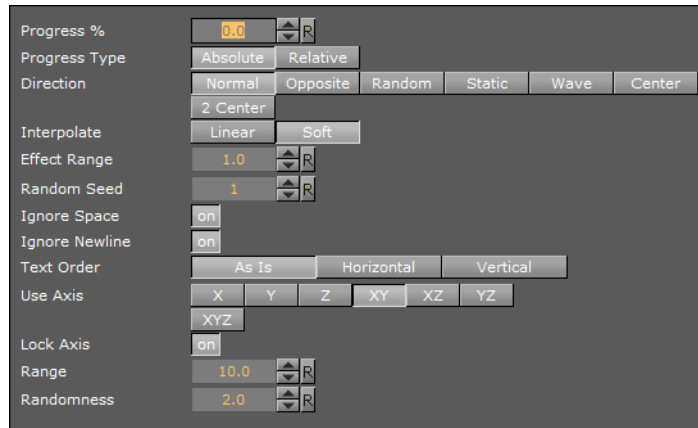 Progress % 0.0 R
Progress Type Absolute Relative
Direction Normal Opposite Random Static Wave Center
2 Center
Interpolate Linear Soft
Effect Range 1.0 R
Random Seed 1 R
Ignore Space on
Ignore Newline on
Text Order As Is Horizontal Vertical
Use Axis X Y Z XY XZ YZ
XYZ
Lock Axis on
Range 10.0 R
Randomness 2.0 R